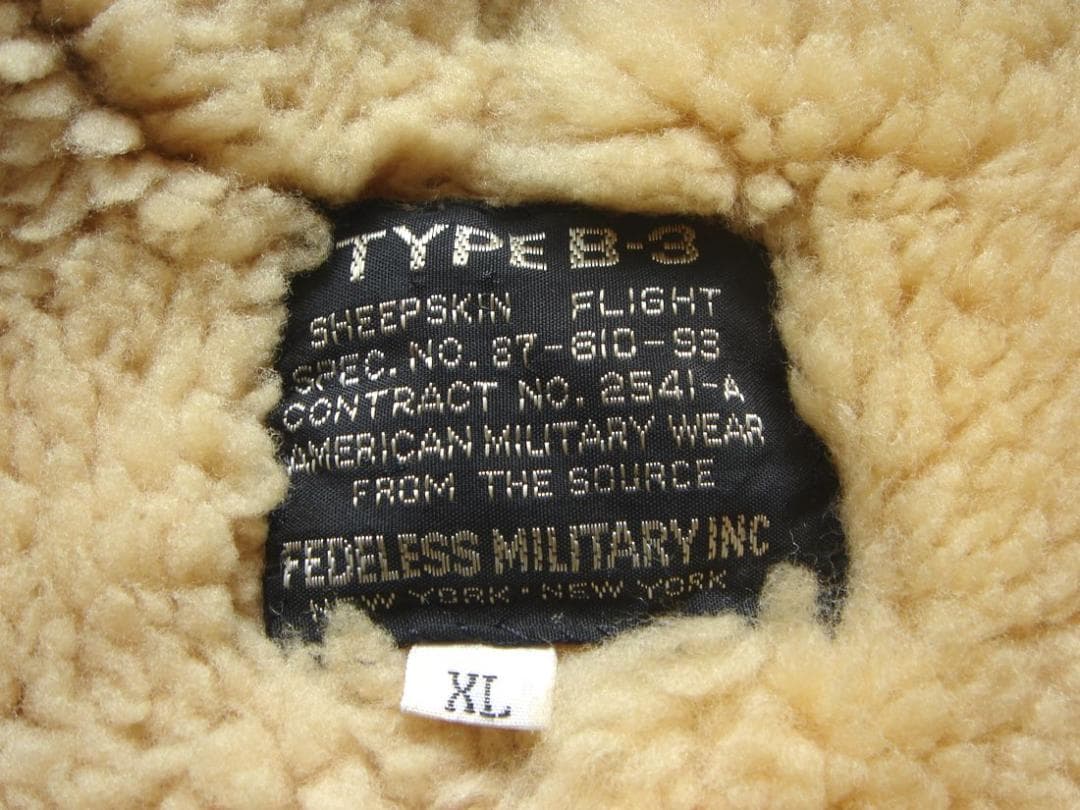 TYPE B-3
SHEEPSKIN FLIGHT
SPEC. NO. 87-610-93
CONTRACT NO. 2541-A
AMERICAN MILITARY WEAR
FROM THE SOURCE
FEDELESS MILITARY INC
NEW YORK · NEW YORK
XL